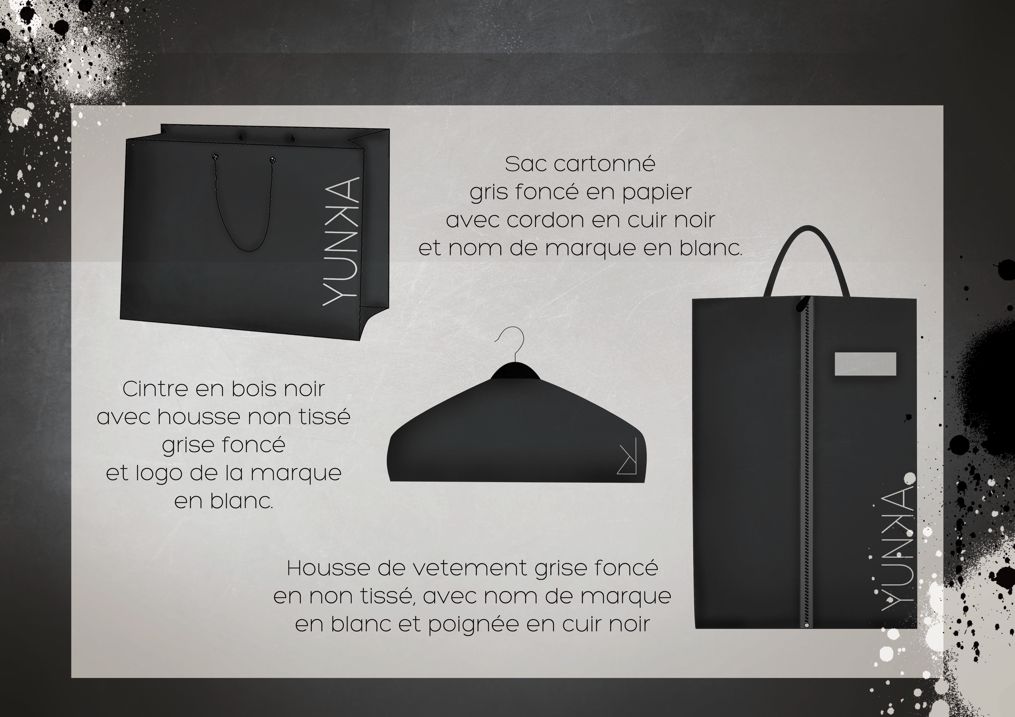 Sac cartonné
gris foncé en papier
avec cordon en cuir noir
et nom de marque en blanc.
YUNKA
Cintre en bois noir
avec housse non tissé
grise foncé
et logo de la marque
en blanc.
K
YUNKA
Housse de vetement grise foncé
en non tissé, avec nom de marque
en blanc et poignée en cuir noir